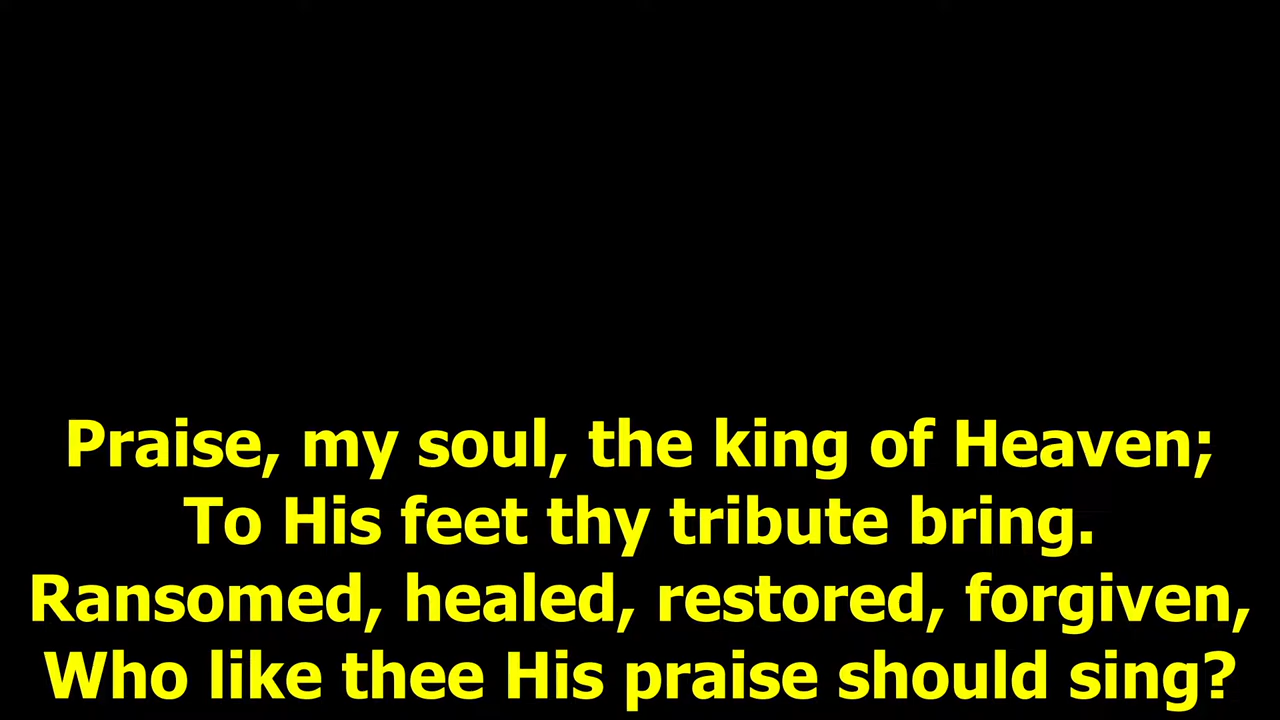 Praise, my soul, the king of Heaven;
To His feet thy tribute bring.
Ransomed, healed, restored, forgiven,
Who like thee His praise should sing?